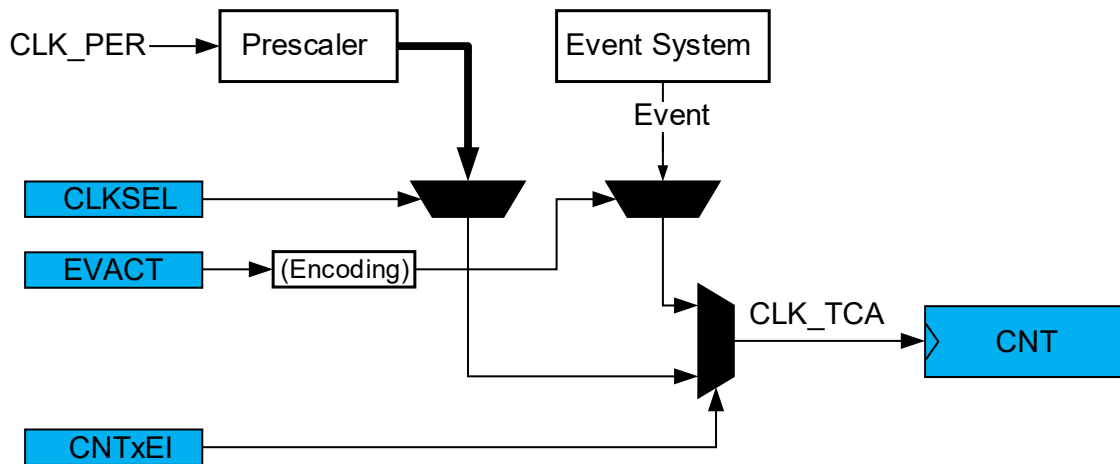 CLK_PER
Prescaler
Event System
Event
CLKSEL
EVACT
(Encoding)
CLK_TCA
CNT
CNTxEI